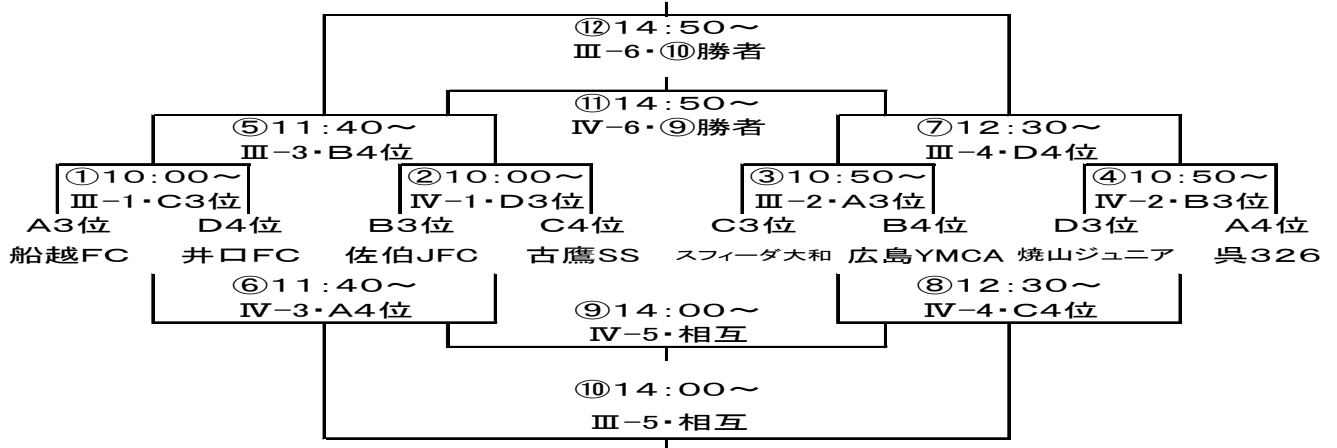 ⑫14:50～
Ⅲ-6・⑩勝者
⑪14:50～
Ⅳ-6・⑨勝者
⑤11:40～
Ⅲ-3・B4位
⑦12:30～
Ⅲ-4・D4位
①10:00～
Ⅲ-1・C3位
②10:00～
Ⅳ-1・D3位
③10:50～
Ⅲ-2・A3位
④10:50～
Ⅳ-2・B3位
A3位 D4位 B3位 C4位 C3位 B4位 D3位 A4位
船越FC 井口FC 佐伯JFC 古鷹SS スフィーダ大和 広島YMCA 焼山ジュニア 呉326
⑥11:40～
Ⅳ-3・A4位
⑧12:30～
Ⅳ-4・C4位
⑨14:00～
Ⅳ-5・相互
⑩14:00～
Ⅲ-5・相互